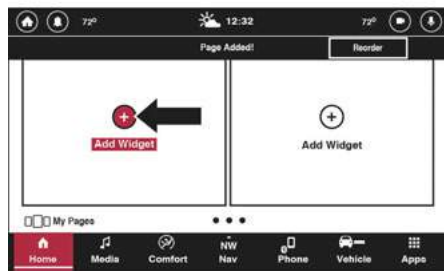 72° 12:32 72°
Page Added! Reorder
Add Widget Add Widget
My Pages
NW
Home Media Comfort Nav Phone Vehicle Apps